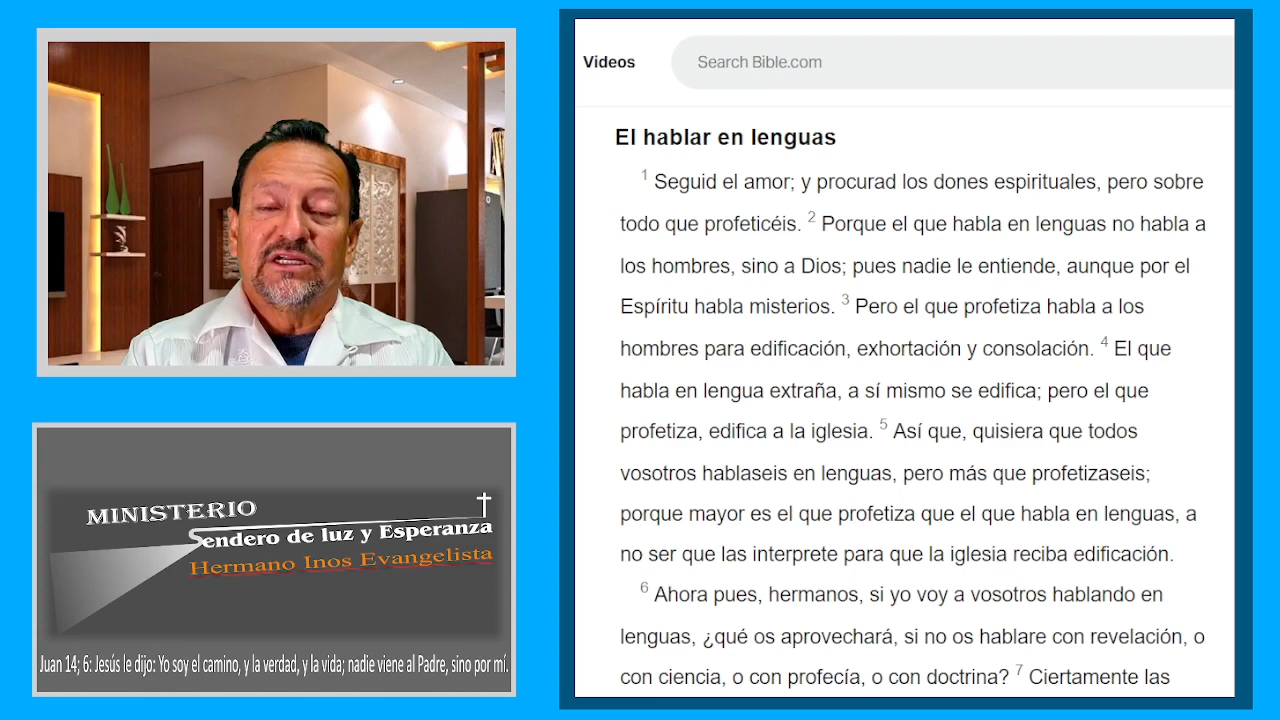 Videos
Search Bible.com
El hablar en lenguas
1 Seguid el amor; y procurad los dones espirituales, pero sobre
todo que profeticéis. 2 Porque el que habla en lenguas no habla a
los hombres, sino a Dios; pues nadie le entiende, aunque por el
Espíritu habla misterios. 3 Pero el que profetiza habla a los
hombres para edificación, exhortación y consolación. 4 El que
habla en lengua extraña, a sí mismo se edifica; pero el que
profetiza, edifica a la iglesia. 5 Así que, quisiera que todos
vosotros hablaseis en lenguas, pero más que profetizaseis;
porque mayor es el que profetiza que el que habla en lenguas, a
no ser que las interprete para que la iglesia reciba edificación.
6 Ahora pues, hermanos, si yo voy a vosotros hablando en
lenguas, ¿qué os aprovechará, si no os hablare con revelación, o
con ciencia, o con profecía, o con doctrina? 7 Ciertamente las
MINISTERIO
Sendero de luz y Esperanza
Hermano Inos Evangelista
Juan 14; 6: Jesús le dijo: Yo soy el camino, y la verdad, y la vida; nadie viene al Padre, sino por mí.